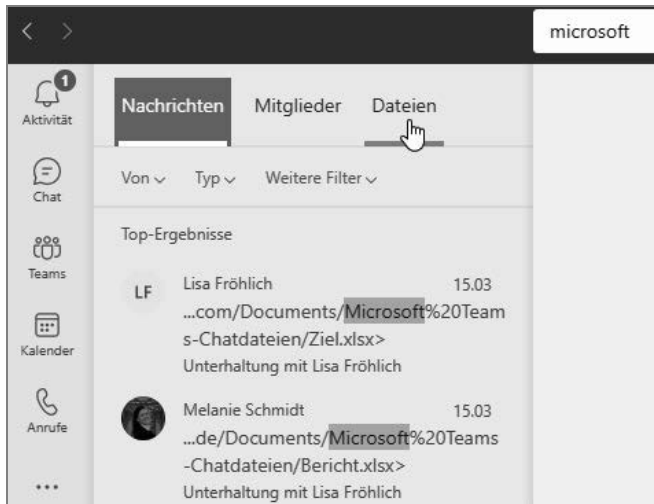 microsoft
1
Aktivität
Chat
Teams
Kalender
Anrufe
Nachrichten Mitglieder Dateien
Von Typ Weitere Filter
Top-Ergebnisse
LF Lisa Fröhlich 15.03
...com/Documents/Microsoft%20Team
s-Chatdateien/Ziel.xlsx>
Unterhaltung mit Lisa Fröhlich
Melanie Schmidt 15.03
...de/Documents/Microsoft%20Teams
-Chatdateien/Bericht.xlsx>
Unterhaltung mit Lisa Fröhlich